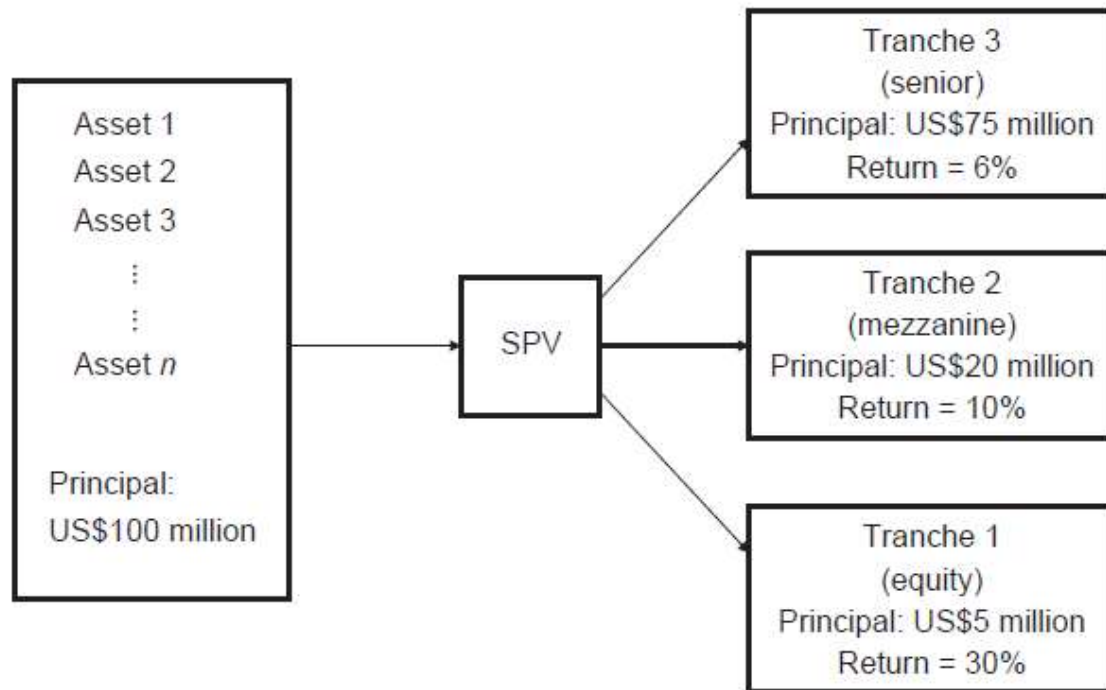 Asset 1
Asset 2
Asset 3
⋮
⋮
Asset n
Principal:
US$100 million
SPV
Tranche 3
(senior)
Principal: US$75 million
Return = 6%
Tranche 2
(mezzanine)
Principal: US$20 million
Return = 10%
Tranche 1
(equity)
Principal: US$5 million
Return = 30%